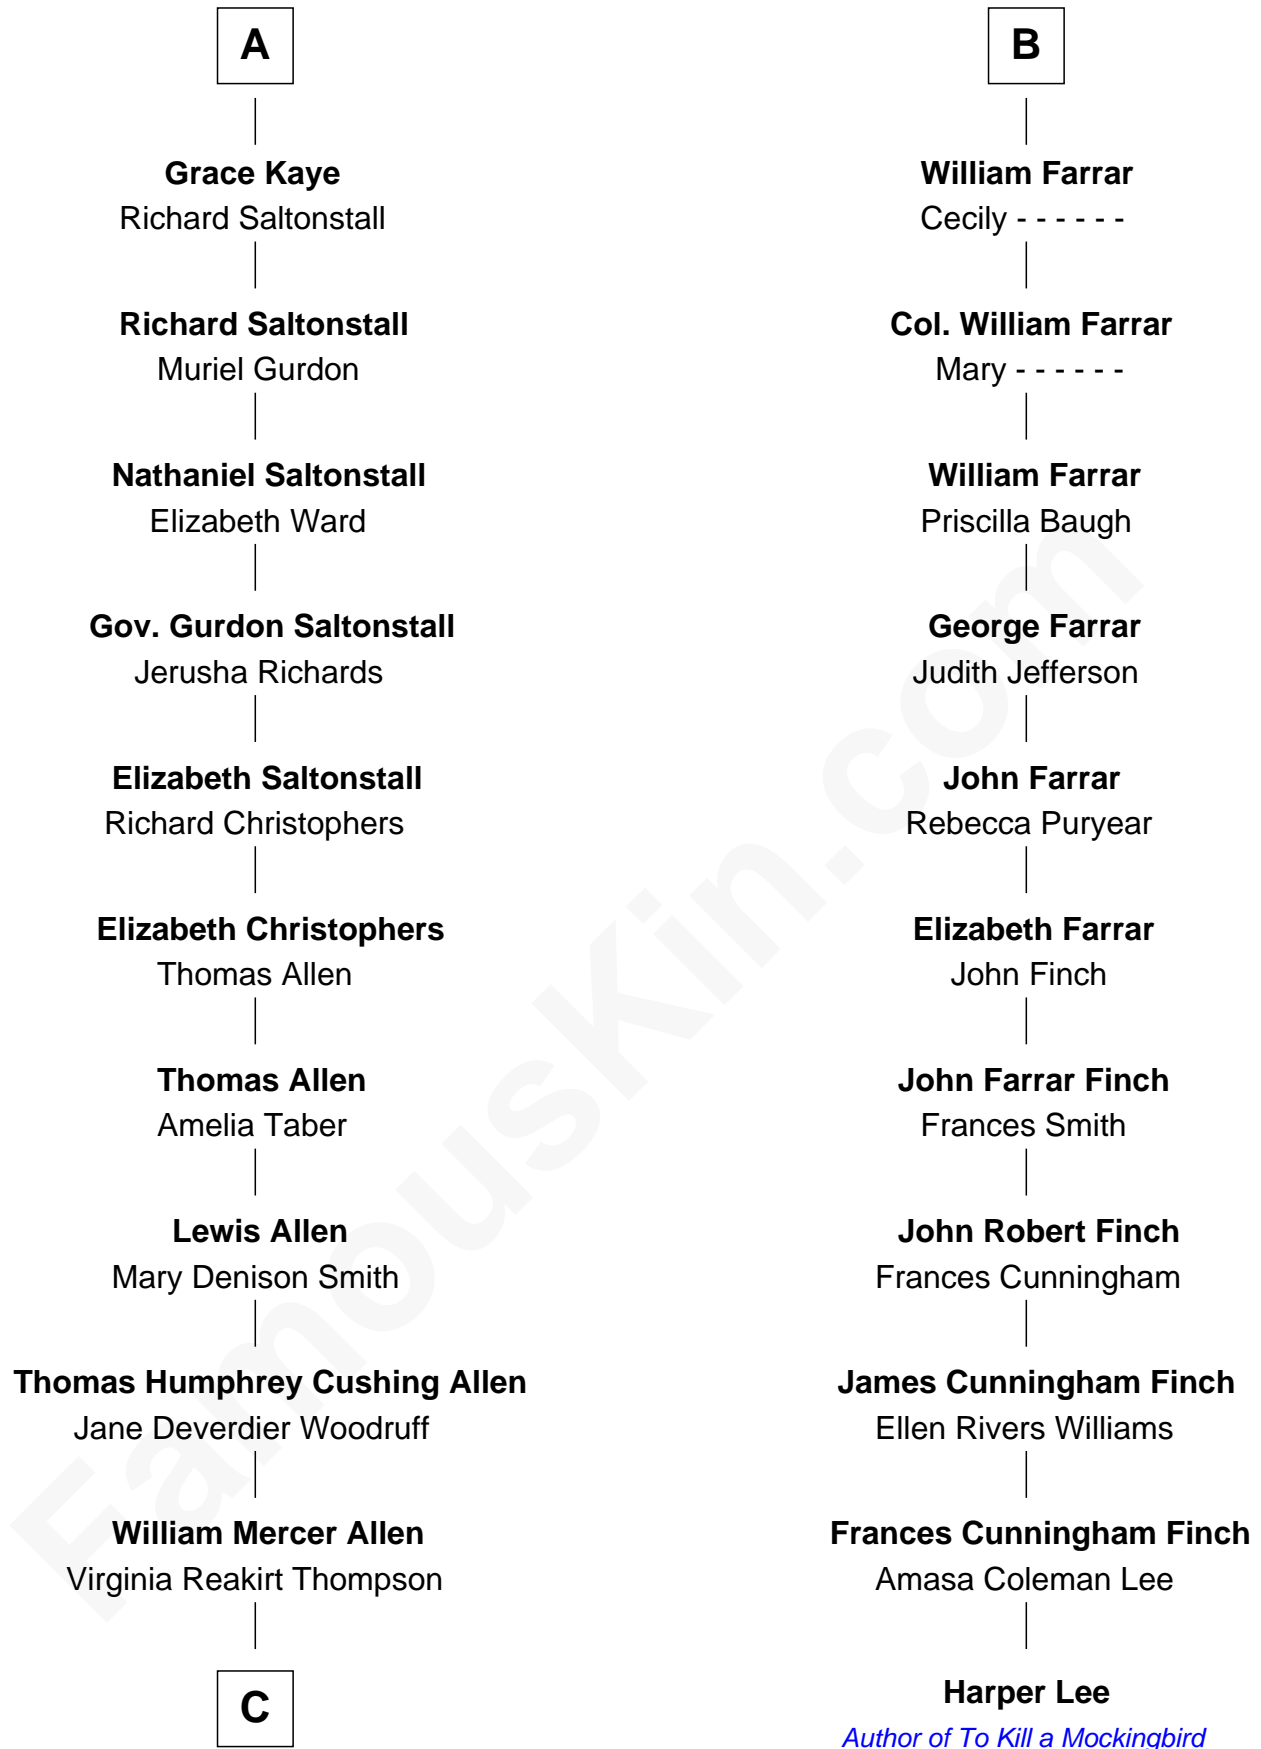 A
Grace Kaye
Richard Saltonstall
Richard Saltonstall
Muriel Gurdon
Nathaniel Saltonstall
Elizabeth Ward
Gov. Gurdon Saltonstall
Jerusha Richards
Elizabeth Saltonstall
Richard Christophers
Elizabeth Christophers
Thomas Allen
Thomas Allen
Amelia Taber
Lewis Allen
Mary Denison Smith
Thomas Humphrey Cushing Allen
Jane Deverdier Woodruff
William Mercer Allen
Virginia Reakirt Thompson
C
B
William Farrar
Cecily - - - - - -
Col. William Farrar
Mary - - - - - -
William Farrar
Priscilla Baugh
George Farrar
Judith Jefferson
John Farrar
Rebecca Puryear
Elizabeth Farrar
John Finch
John Farrar Finch
Frances Smith
John Robert Finch
Frances Cunningham
James Cunningham Finch
Ellen Rivers Williams
Frances Cunningham Finch
Amasa Coleman Lee
Harper Lee
Author of To Kill a Mockingbird
FamousKin.com